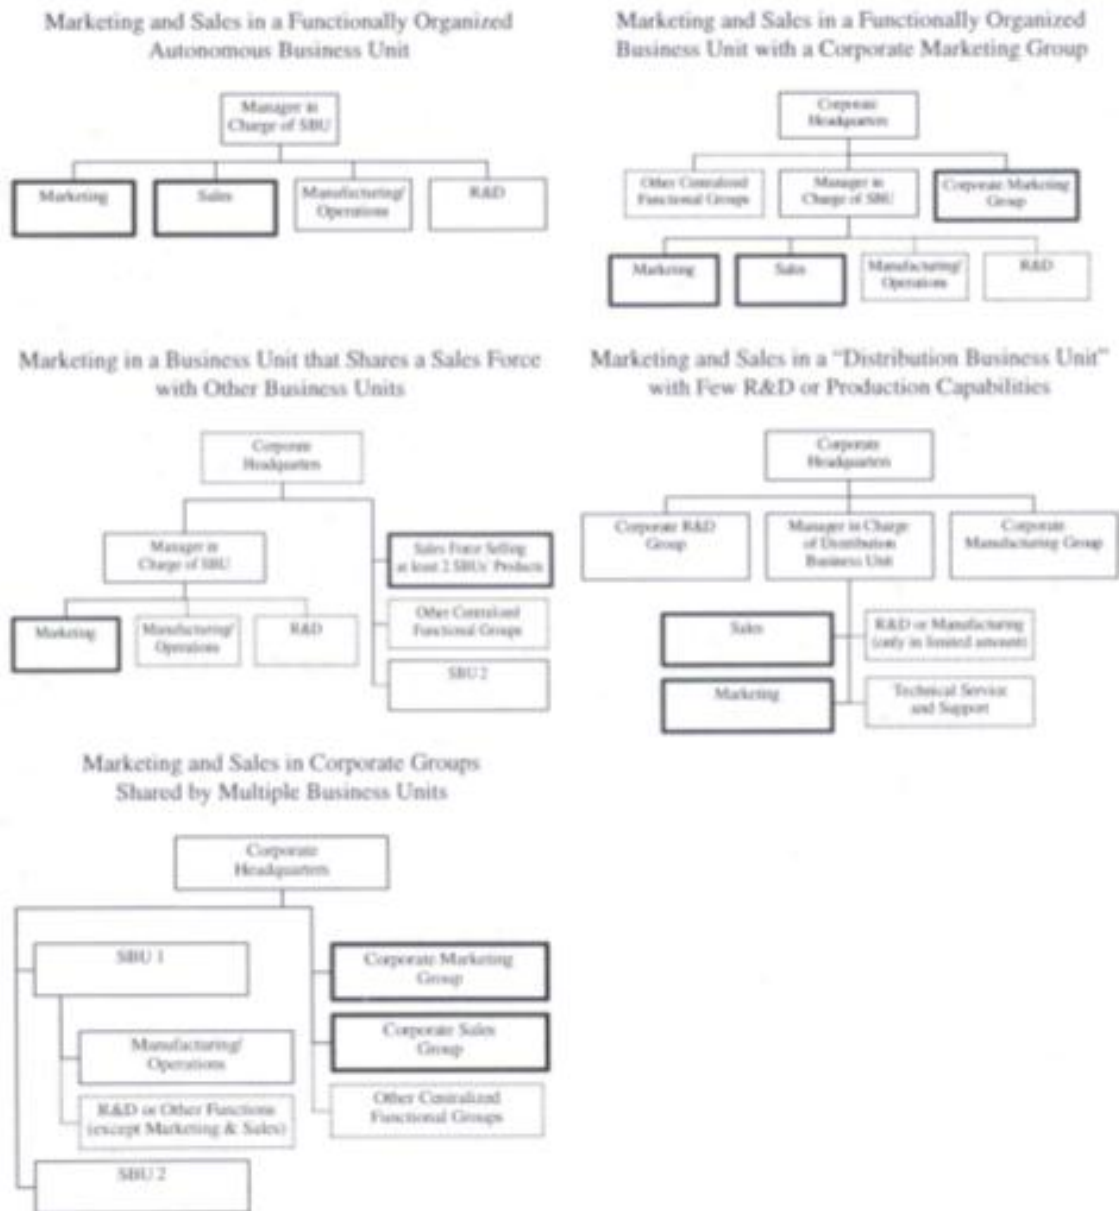 Marketing and Sales in a Functionally Organized
Autonomous Business Unit
Manager in
Charge of SBU
Marketing
Sales
Manufacturing/
Operations
R&D
Marketing and Sales in a Functionally Organized
Business Unit with a Corporate Marketing Group
Corporate
Headquarters
Other Centralized
Functional Groups
Manager in
Charge of SBU
Corporate Marketing
Group
Marketing
Sales
Manufacturing/
Operations
R&D
Marketing in a Business Unit that Shares a Sales Force
with Other Business Units
Corporate
Headquarters
Manager in
Charge of SBU
Sales Force Selling
at least 2 SBUs' Products
Marketing
Manufacturing/
Operations
R&D
Other Centralized
Functional Groups
SBU 2
Marketing and Sales in a “Distribution Business Unit”
with Few R&D or Production Capabilities
Corporate
Headquarters
Corporate R&D
Group
Manager in Charge
of Distribution
Business Unit
Corporate
Manufacturing Group
Sales
R&D or Manufacturing
(only in limited amount)
Marketing
Technical Service
and Support
Marketing and Sales in Corporate Groups
Shared by Multiple Business Units
Corporate
Headquarters
SBU 1
Corporate Marketing
Group
Manufacturing/
Operations
Corporate Sales
Group
R&D or Other Functions
(except Marketing & Sales)
Other Centralized
Functional Groups
SBU 2